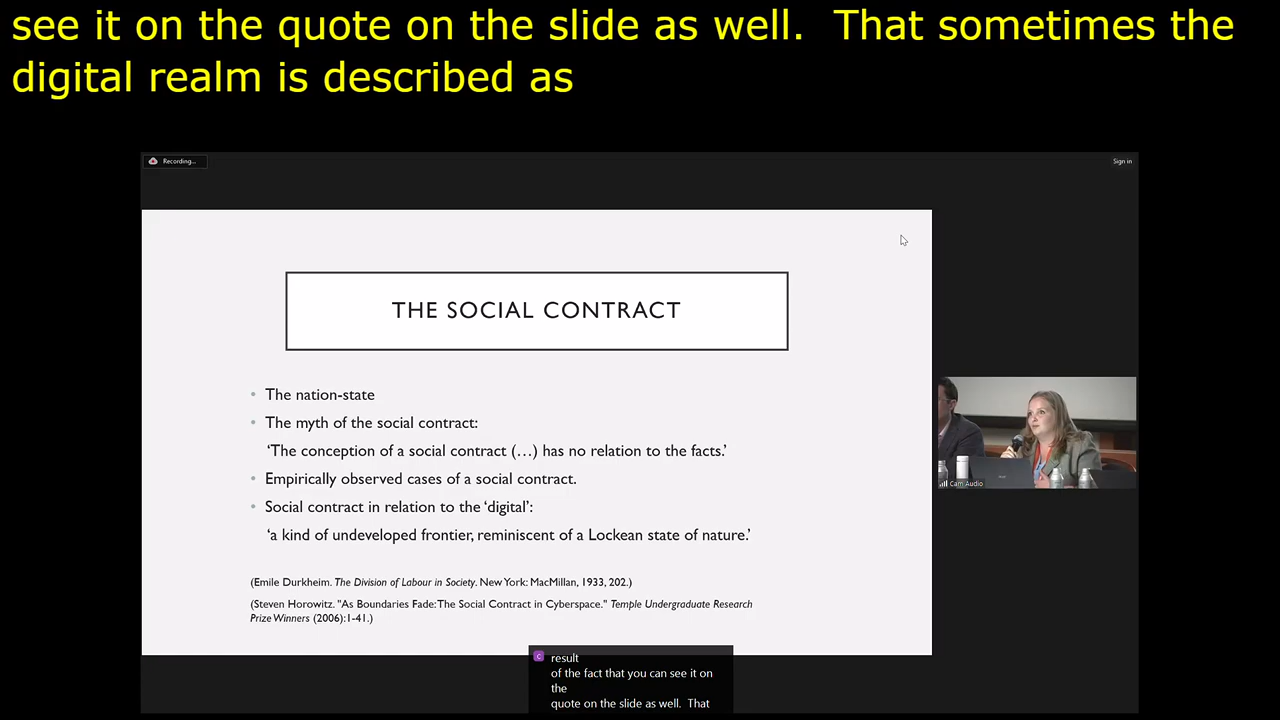 see it on the quote on the slide as well.  That sometimes the
digital realm is described as
Recording...
Sign in
THE SOCIAL CONTRACT
• The nation-state
• The myth of the social contract:
‘The conception of a social contract (…) has no relation to the facts.’
• Empirically observed cases of a social contract.
• Social contract in relation to the ‘digital’:
‘a kind of undeveloped frontier, reminiscent of a Lockean state of nature.’
(Emile Durkheim. The Division of Labour in Society. New York: MacMillan, 1933, 202.)
(Steven Horowitz. "As Boundaries Fade: The Social Contract in Cyberspace." Temple Undergraduate Research
Prize Winners (2006):1-41.)
Cam Audio
C
result
of the fact that you can see it on
the
quote on the slide as well.  That